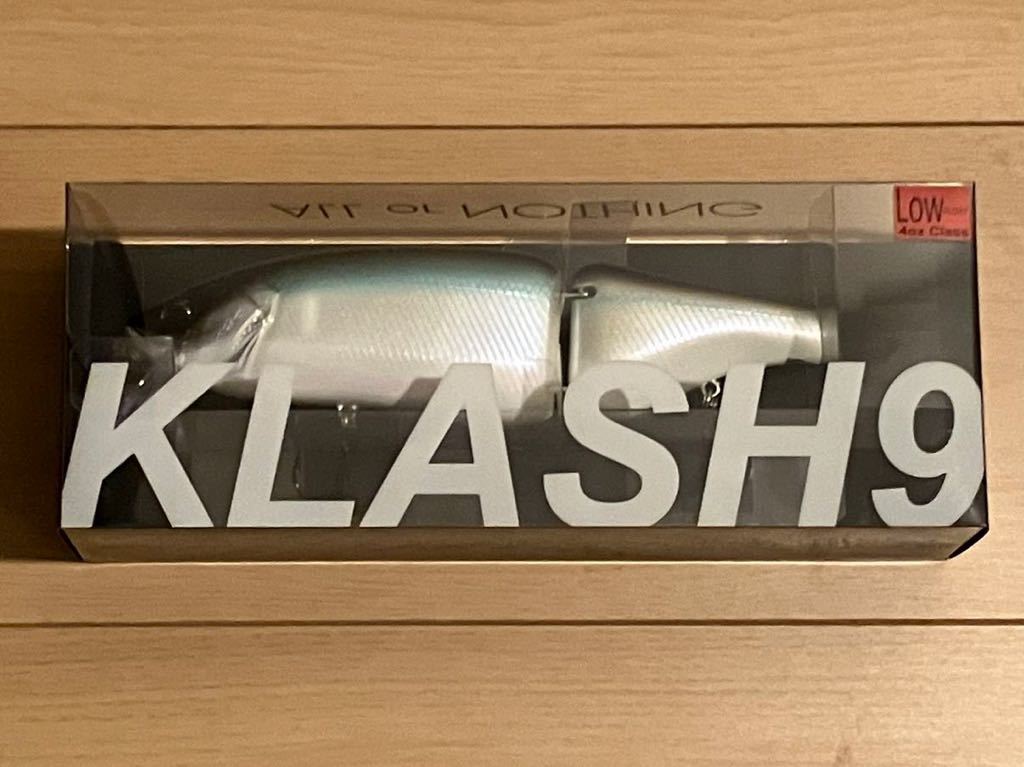 ALL or NOTHING
LOW
4oz Class
KLASH9